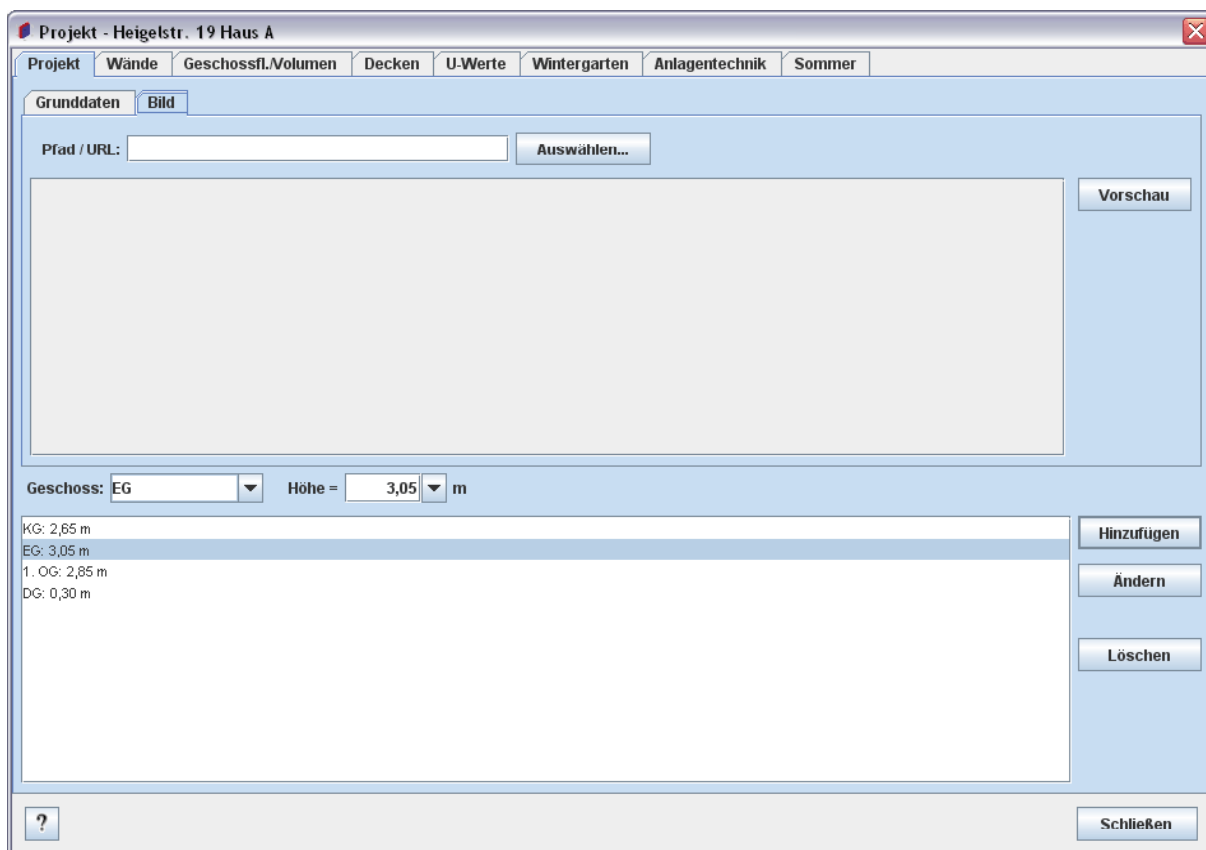 Projekt - Heigelstr. 19 Haus A
Projekt Wände Geschossfl./Volumen Decken U-Werte Wintergarten Anlagentechnik Sommer
Grunddaten Bild
Pfad / URL: Auswählen...
Vorschau
Geschoss: EG Höhe = 3,05 m
KG: 2,65 m
EG: 3,05 m
1. OG: 2,85 m
DG: 0,30 m
Hinzufügen
Ändern
Löschen
?
Schließen